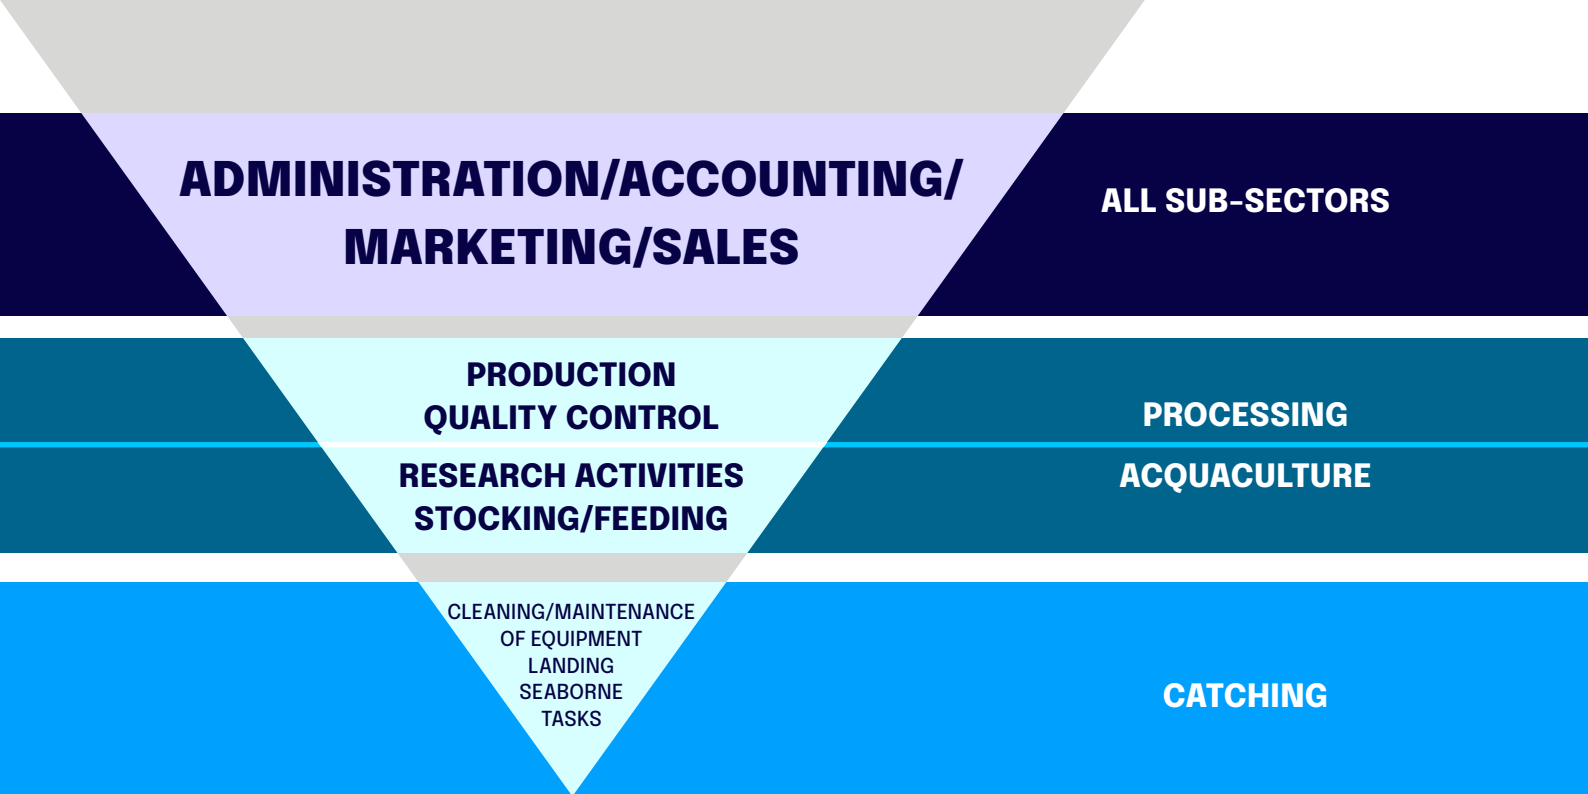 ADMINISTRATION/ACCOUNTING/
MARKETING/SALES
ALL SUB-SECTORS
PRODUCTION
QUALITY CONTROL
PROCESSING
RESEARCH ACTIVITIES
STOCKING/FEEDING
ACQUACULTURE
CLEANING/MAINTENANCE
OF EQUIPMENT
LANDING
SEABORNE
TASKS
CATCHING